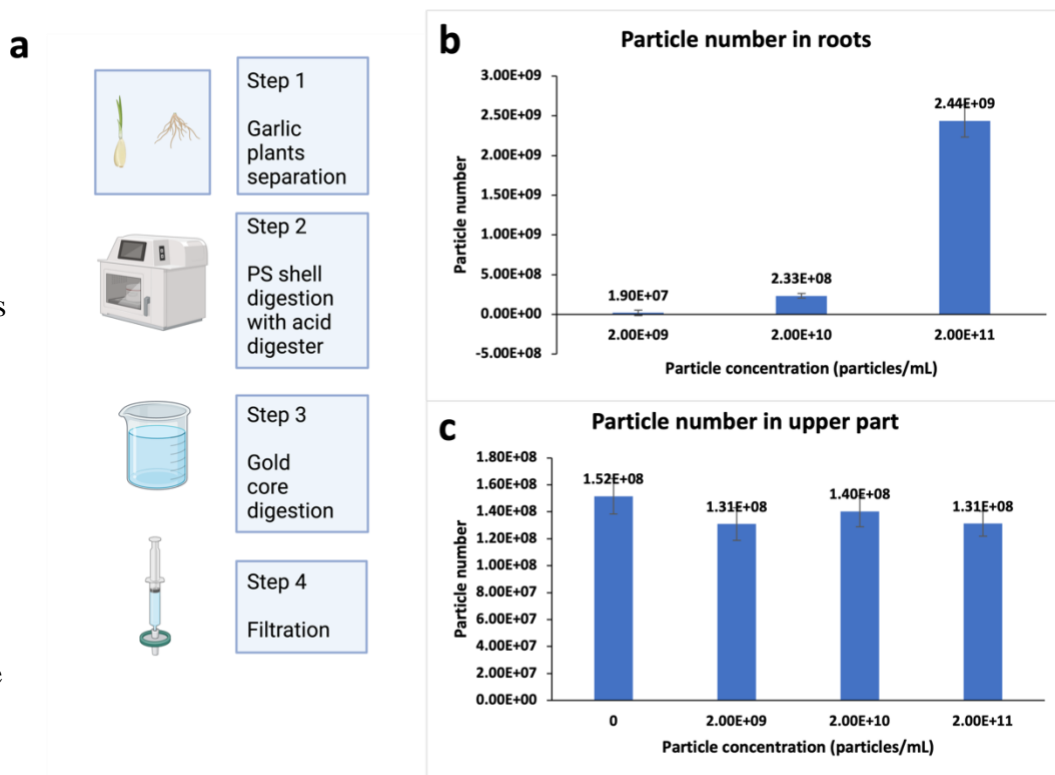 a
Step 1
Garlic
plants
separation
Step 2
PS shell
digestion
with acid
digester
Step 3
Gold
core
digestion
Step 4
Filtration
s
e
b
Particle number in roots
Particle number
3.00E+09
2.50E+09
2.00E+09
1.50E+09
1.00E+09
5.00E+08
0.00E+00
-5.00E+08
1.90E+07
2.33E+08
2.44E+09
2.00E+09
2.00E+10
2.00E+11
Particle concentration (particles/mL)
c
Particle number in upper part
Particle number
1.80E+08
1.60E+08
1.40E+08
1.20E+08
1.00E+08
8.00E+07
6.00E+07
4.00E+07
2.00E+07
0.00E+00
1.52E+08
1.31E+08
1.40E+08
1.31E+08
0
2.00E+09
2.00E+10
2.00E+11
Particle concentration (particles/mL)